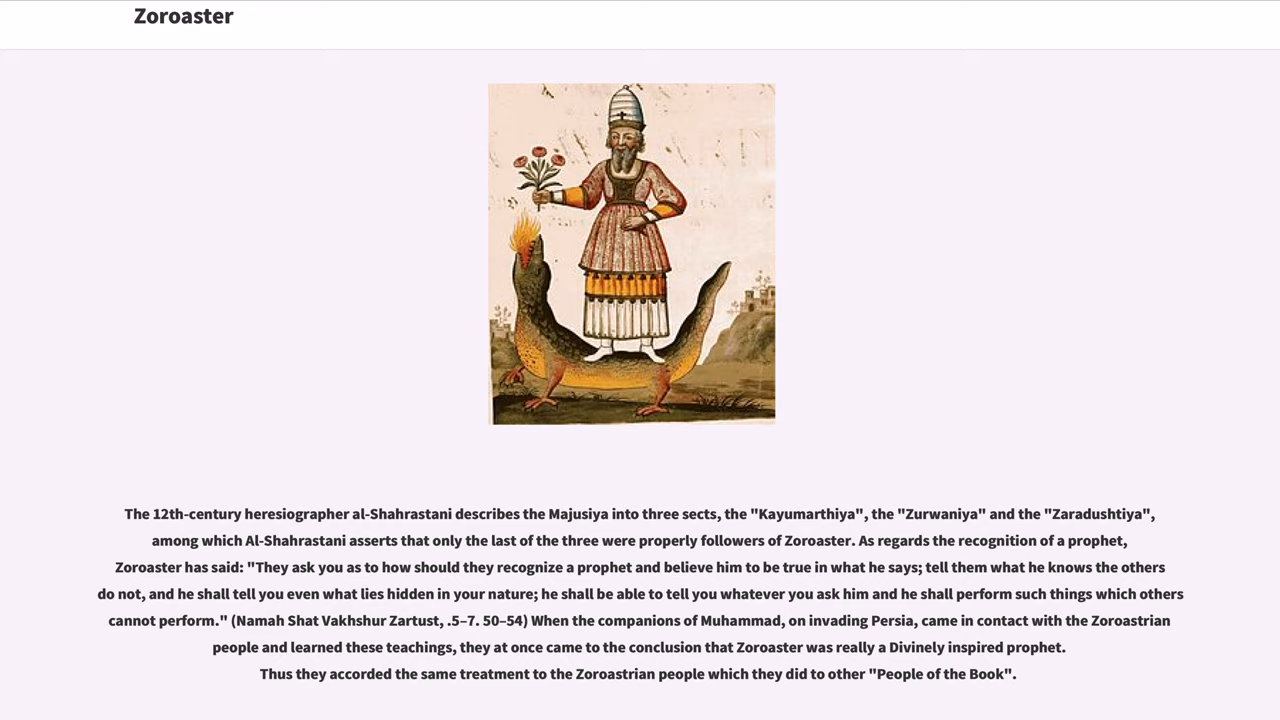 Zoroaster
The 12th-century heresiographer al-Shahrastani describes the Majusiya into three sects, the "Kayumarthiya", the "Zurwaniya" and the "Zaradushtiya",
among which Al-Shahrastani asserts that only the last of the three were properly followers of Zoroaster. As regards the recognition of a prophet,
Zoroaster has said: "They ask you as to how should they recognize a prophet and believe him to be true in what he says; tell them what he knows the others
do not, and he shall tell you even what lies hidden in your nature; he shall be able to tell you whatever you ask him and he shall perform such things which others
cannot perform." (Namah Shat Vakhshur Zartust, .5–7. 50–54) When the companions of Muhammad, on invading Persia, came in contact with the Zoroastrian
people and learned these teachings, they at once came to the conclusion that Zoroaster was really a Divinely inspired prophet.
Thus they accorded the same treatment to the Zoroastrian people which they did to other "People of the Book".